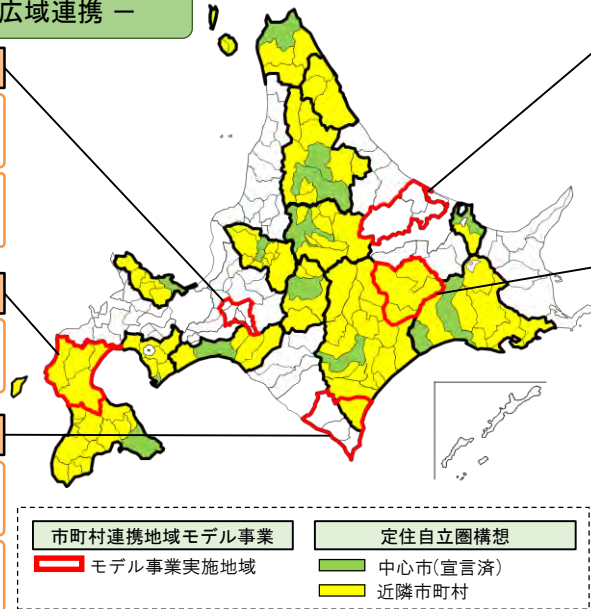 広域連携 －
市町村連携地域モデル事業
モデル事業実施地域
定住自立圏構想
中心市(宣言済)
近隣市町村